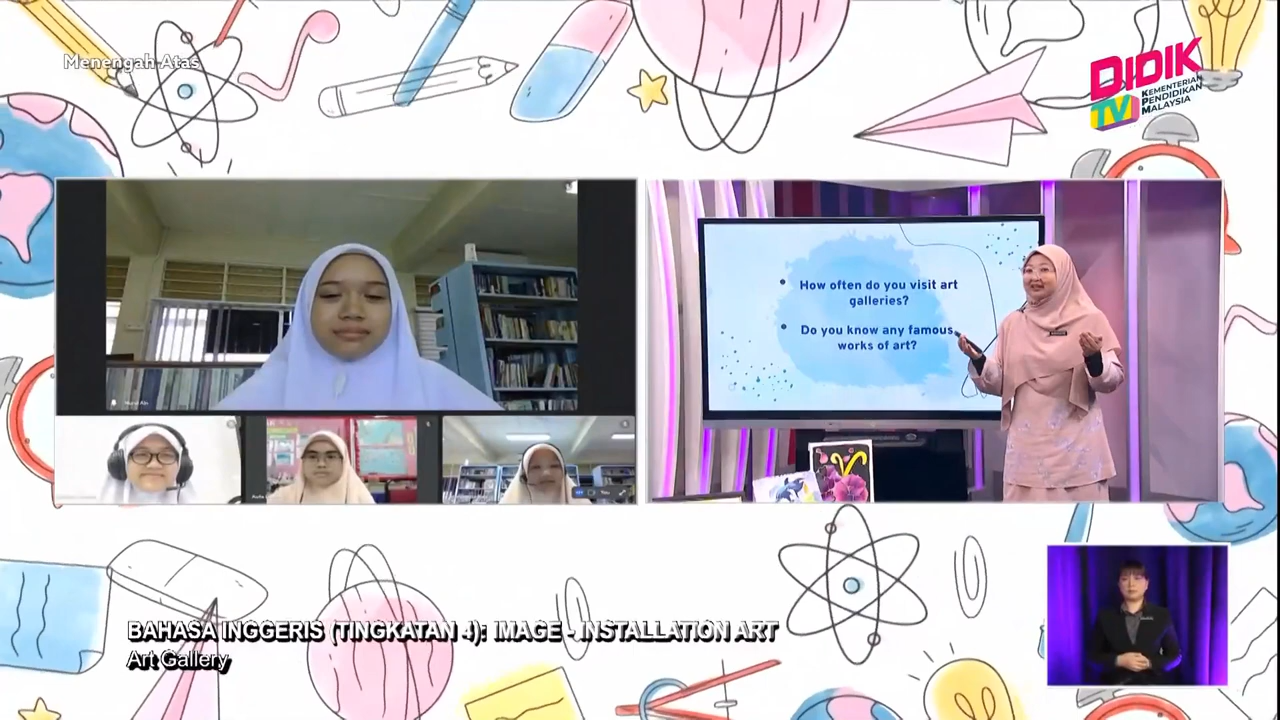 Menengah Atas
DIDIK
TV
KEMENTERIAN
PENDIDIKAN
MALAYSIA
How often do you visit art
galleries?
Do you know any famous
works of art?
BAHASA INGGERIS (TINGKATAN 4): IMAGE - INSTALLATION ART
Art Gallery